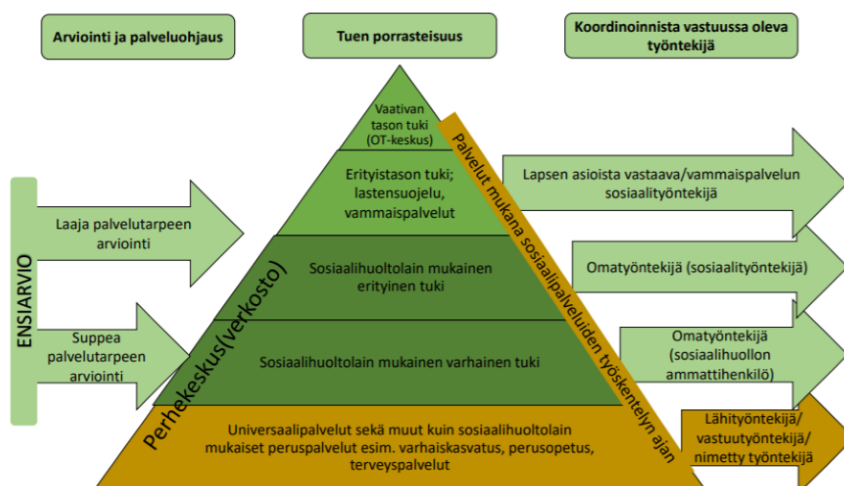 Arviointi ja palveluohjaus
Tuen porrasteisuus
Koordinoinnista vastuussa oleva
työntekijä
Vaativan
tason tuki
(OT-keskus)
Erityistason tuki;
lastensuojelu,
vammaispalvelut
Sosiaalihuoltolain mukainen
erityinen tuki
Sosiaalihuoltolain mukainen varhainen tuki
Universaalipalvelut sekä muut kuin sosiaalihuoltolain
mukaiset peruspalvelut esim. varhaiskasvatus, perusopetus,
terveyspalvelut
Perhekeskus(verkosto)
Palvelut mukana sosiaalipalveluiden työskentelyn ajan
ENSIARVIO
Laaja palvelutarpeen
arviointi
Suppea
palvelutarpeen
arviointi
Lapsen asioista vastaava/vammaispalvelun
sosiaalityöntekijä
Omatyöntekijä (sosiaalityöntekijä)
Omatyöntekijä
(sosiaalihuollon
ammattihenkilö)
Lähityöntekijä/
vastuutyöntekijä/
nimetty työntekijä